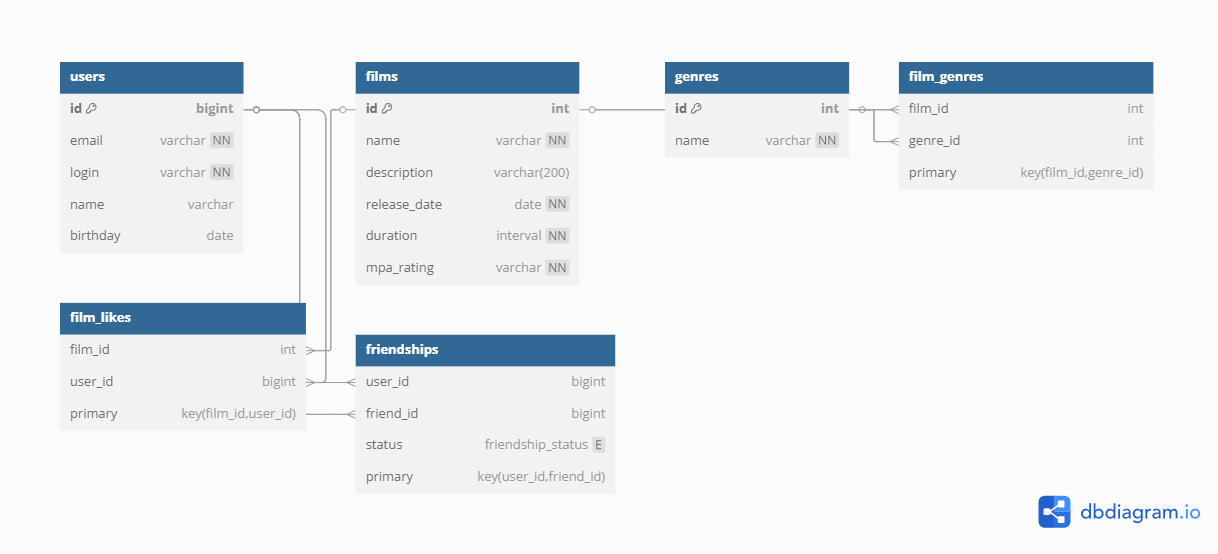 users
id bigint
email varchar NN
login varchar NN
name varchar
birthday date
films
id int
name varchar NN
description varchar(200)
release_date date NN
duration interval NN
mpa_rating varchar NN
genres
id int
name varchar NN
film_genres
film_id int
genre_id int
primary key(film_id,genre_id)
film_likes
film_id int
user_id bigint
primary key(film_id,user_id)
friendships
user_id bigint
friend_id bigint
status friendship_status E
primary key(user_id,friend_id)
dbdiagram.io